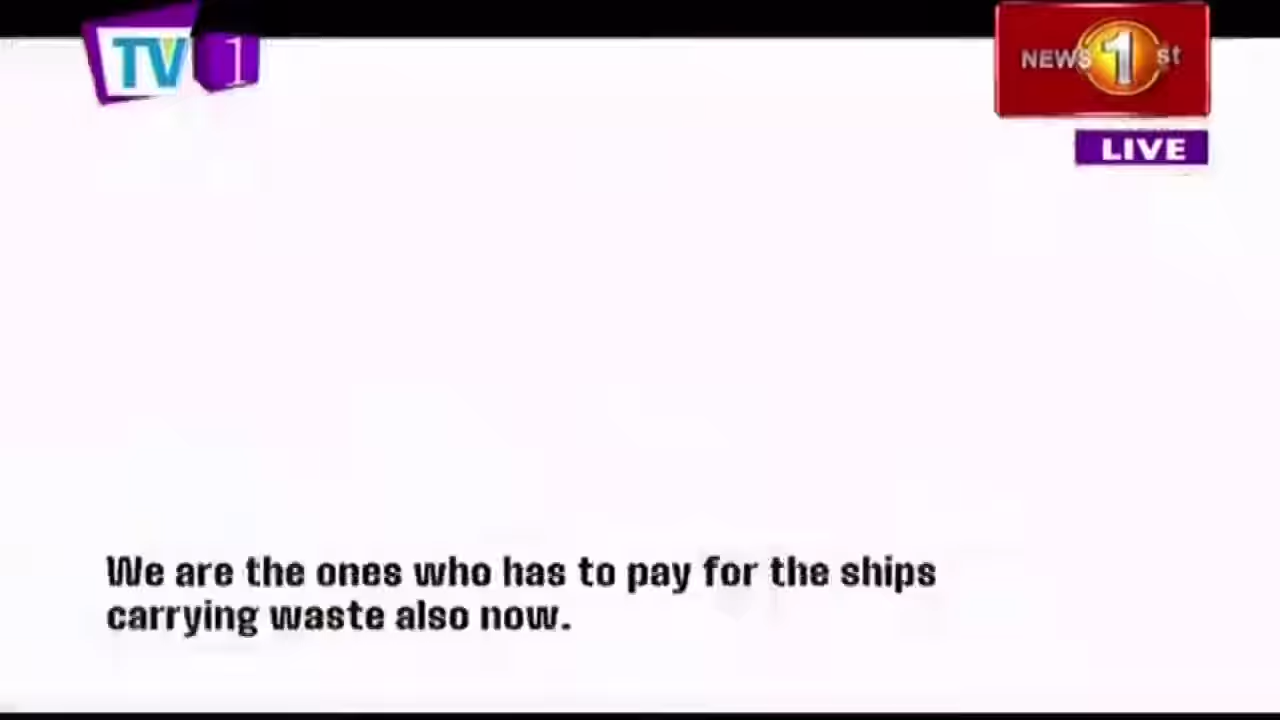 TV 1
NEWS 1st
LIVE
We are the ones who has to pay for the ships
carrying waste also now.